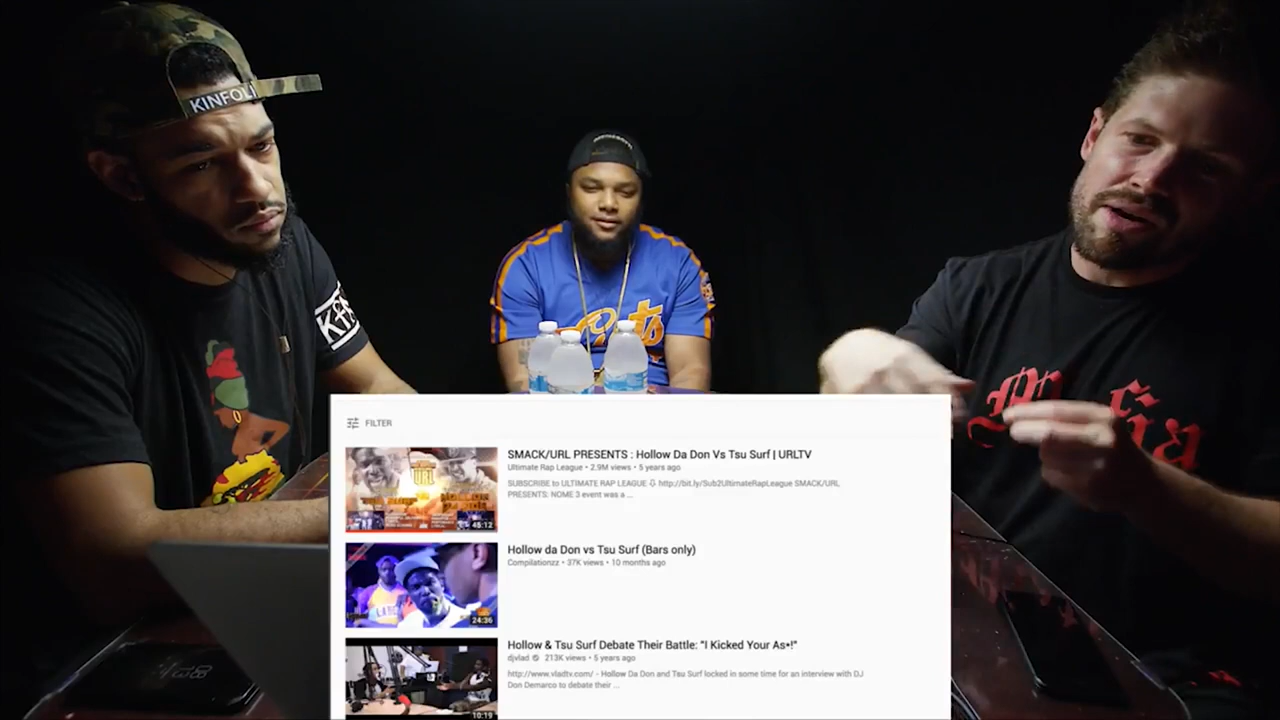 KINFOL
KFN
FILTER
SMACK/URL PRESENTS : Hollow Da Don Vs Tsu Surf | URLTV
Ultimate Rap League • 2.9M views • 5 years ago
SUBSCRIBE to ULTIMATE RAP LEAGUE ⇩ http://bit.ly/Sub2UltimateRapLeague SMACK/URL
PRESENTS: NOME 3 event was a ...
URL
45:12
Hollow da Don vs Tsu Surf (Bars only)
Compilationzz • 37K views • 10 months ago
24:36
Hollow & Tsu Surf Debate Their Battle: "I Kicked Your As*!"
djvlad 213K views • 5 years ago
http://www.vladtv.com/ - Hollow Da Don and Tsu Surf locked in some time for an interview with DJ
Don Demarco to debate their ...
10:19